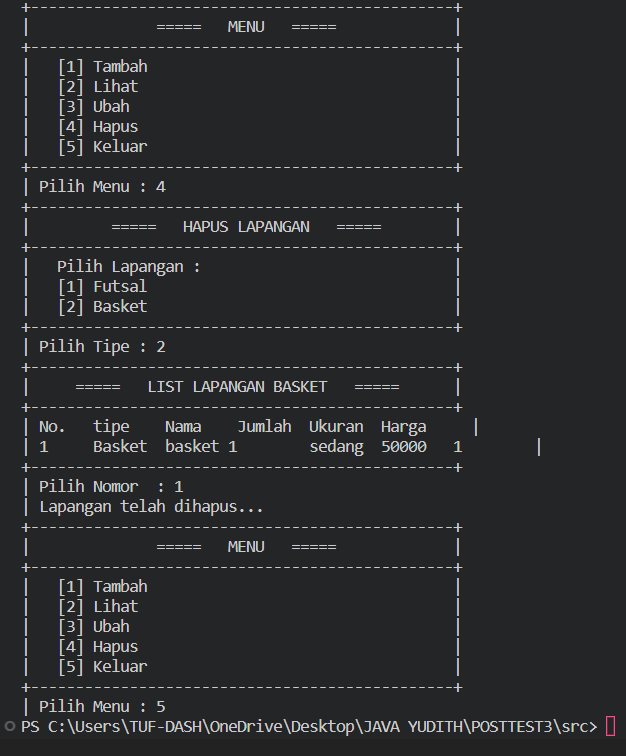 +-----------------------------------------------+
|              =====   MENU   =====             |
+-----------------------------------------------+
|   [1] Tambah                                  |
|   [2] Lihat                                   |
|   [3] Ubah                                    |
|   [4] Hapus                                   |
|   [5] Keluar                                  |
+-----------------------------------------------+
| Pilih Menu : 4
+-----------------------------------------------+
|         =====   HAPUS LAPANGAN   =====        |
+-----------------------------------------------+
|   Pilih Lapangan :                            |
|   [1] Futsal                                  |
|   [2] Basket                                  |
+-----------------------------------------------+
| Pilih Tipe : 2
+-----------------------------------------------+
|     =====   LIST LAPANGAN BASKET   =====      |
+-----------------------------------------------+
| No.   tipe    Nama    Jumlah  Ukuran  Harga     |
| 1     Basket  basket 1        sedang  50000   1        |
+-----------------------------------------------+
| Pilih Nomor  : 1
| Lapangan telah dihapus...
+-----------------------------------------------+
|              =====   MENU   =====             |
+-----------------------------------------------+
|   [1] Tambah                                  |
|   [2] Lihat                                   |
|   [3] Ubah                                    |
|   [4] Hapus                                   |
|   [5] Keluar                                  |
+-----------------------------------------------+
| Pilih Menu : 5
PS C:\Users\TUF-DASH\OneDrive\Desktop\JAVA YUDITH\POSTTEST3\src>